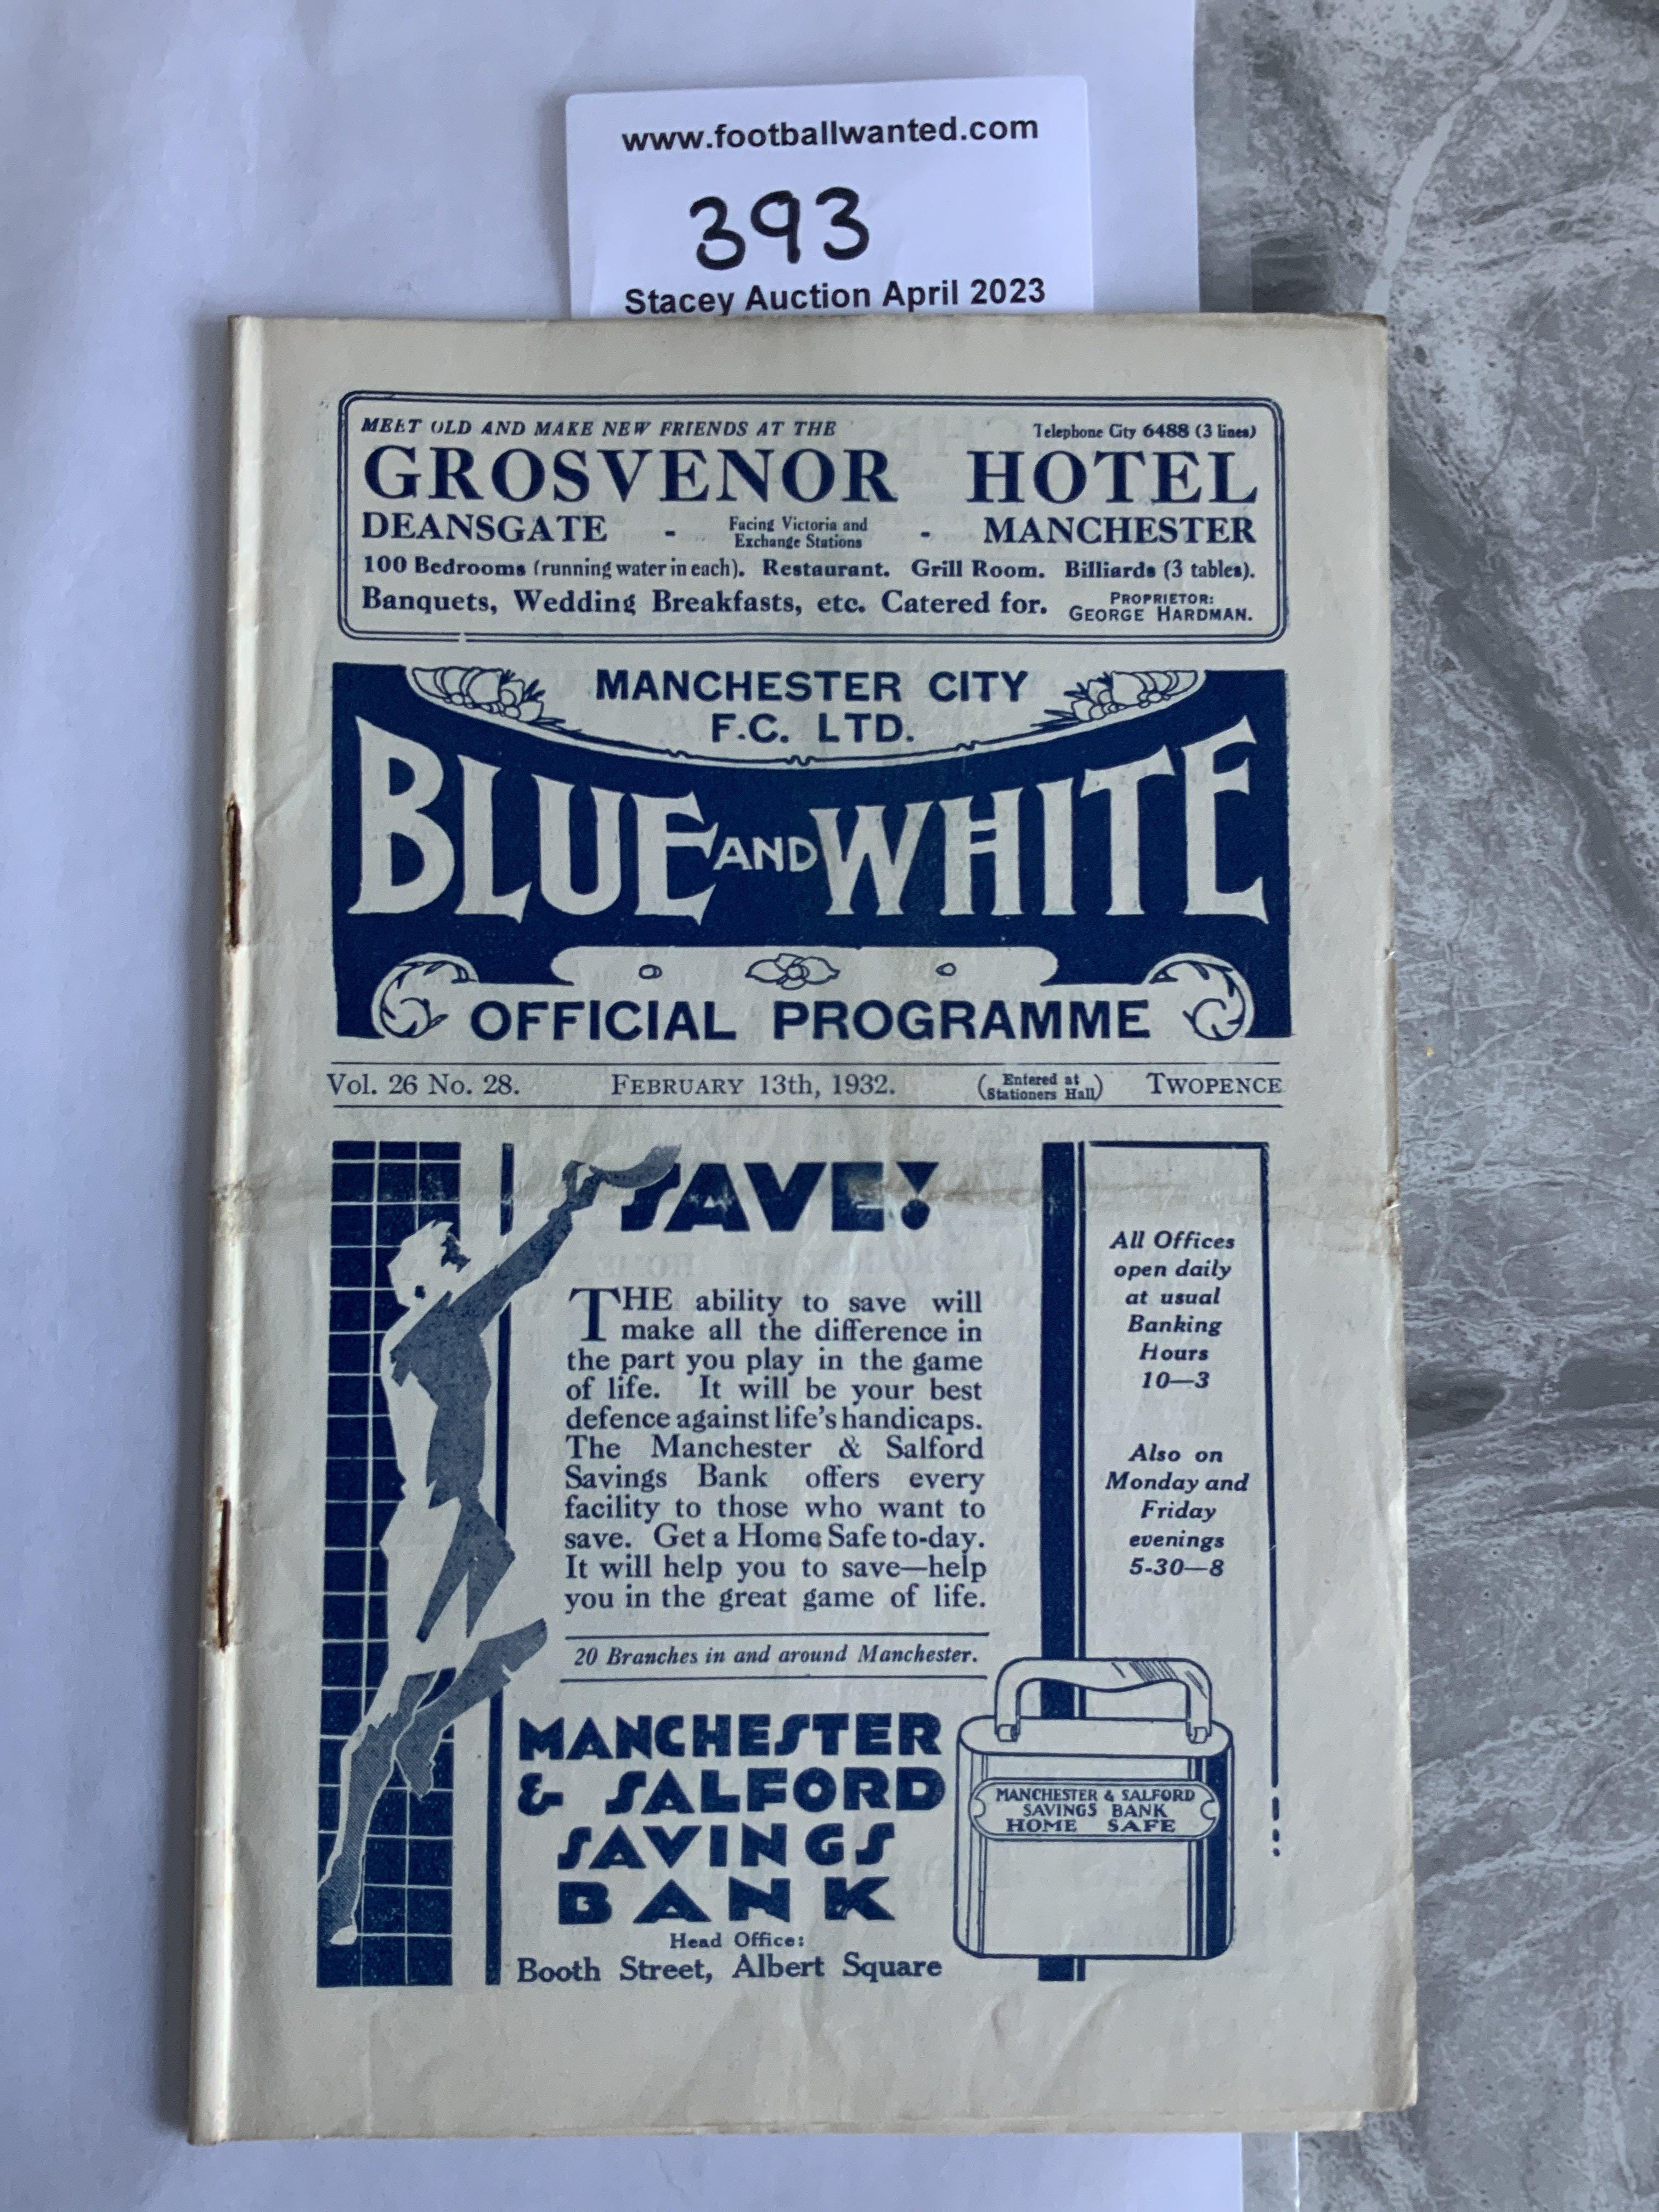 www.footballwanted.com
393
Stacey Auction April 2023
MEET OLD AND MAKE NEW FRIENDS AT THE
Telephone City 6488 (3 lines)
GROSVENOR HOTEL
DEANSGATE - Facing Victoria and Exchange Stations - MANCHESTER
100 Bedrooms (running water in each). Restaurant. Grill Room. Billiards (3 tables).
Banquets, Wedding Breakfasts, etc. Catered for. PROPRIETOR: GEORGE HARDMAN.
MANCHESTER CITY
F.C. LTD.
BLUE AND WHITE
OFFICIAL PROGRAMME
Vol. 26 No. 28. FEBRUARY 13th, 1932. (Entered at Stationers Hall) TWOPENCE
SAVE!
THE ability to save will
make all the difference in
the part you play in the game
of life. It will be your best
defence against life's handicaps.
The Manchester & Salford
Savings Bank offers every
facility to those who want to
save. Get a Home Safe to-day.
It will help you to save—help
you in the great game of life.
20 Branches in and around Manchester.
MANCHESTER
& SALFORD
SAVINGS
BANK
Head Office:
Booth Street, Albert Square
All Offices
open daily
at usual
Banking
Hours
10—3
Also on
Monday and
Friday
evenings
5-30—8
MANCHESTER & SALFORD
SAVINGS BANK
HOME SAFE